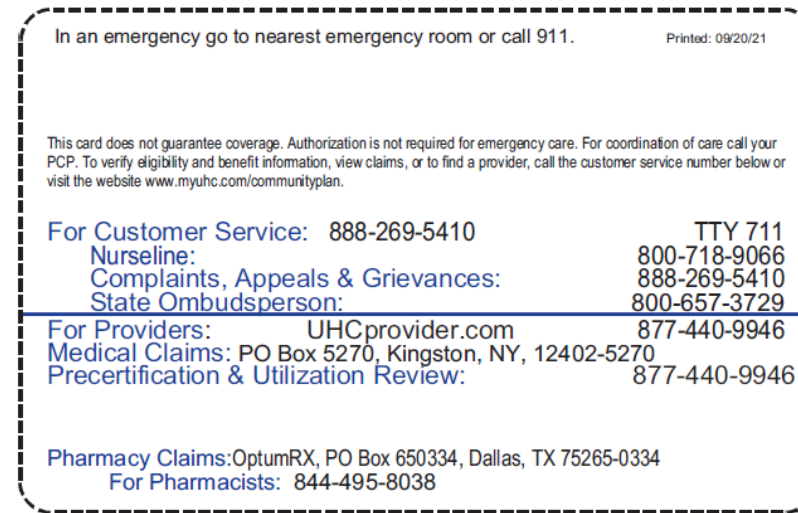 In an emergency go to nearest emergency room or call 911. Printed: 09/20/21
This card does not guarantee coverage. Authorization is not required for emergency care. For coordination of care call your
PCP. To verify eligibility and benefit information, view claims, or to find a provider, call the customer service number below or
visit the website www.myuhc.com/communityplan.
For Customer Service: 888-269-5410 TTY 711
Nurseline: 800-718-9066
Complaints, Appeals & Grievances: 888-269-5410
State Ombudsperson: 800-657-3729
For Providers: UHCprovider.com 877-440-9946
Medical Claims: PO Box 5270, Kingston, NY, 12402-5270
Precertification & Utilization Review: 877-440-9946
Pharmacy Claims:OptumRX, PO Box 650334, Dallas, TX 75265-0334
For Pharmacists: 844-495-8038